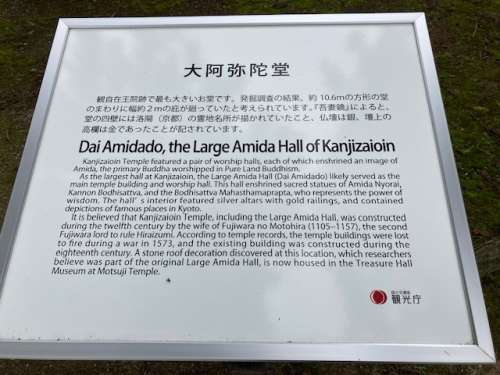 大阿弥陀堂
観自在王院跡で最も大きいお堂です。発掘調査の結果、約10.6mの方形の堂
のまわりに幅約2mの庇が廻っていたと考えられています。『吾妻鏡』によると、
堂の四壁には洛陽（京都）の霊地名所が描かれていたこと、仏壇は銀、壇上の
高欄は金であったことが記されています。
Dai Amidado, the Large Amida Hall of Kanjizaioin
Kanjizaioin Temple featured a pair of worship halls, each of which enshrined an image of
Amida, the primary Buddha worshipped in Pure Land Buddhism.
As the largest hall at Kanjizaioin, the Large Amida Hall (Dai Amidado) likely served as the
main temple building and worship hall. This hall enshrined sacred statues of Amida Nyorai,
Kannon Bodhisattva, and the Bodhisattva Mahasthamaprapta, who represents the power of
wisdom. The hall's interior featured silver altars with gold railings, and contained
depictions of famous places in Kyoto.
It is believed that Kanjizaioin Temple, including the Large Amida Hall, was constructed
during the twelfth century by the wife of Fujiwara no Motohira (1105–1157), the second
Fujiwara lord to rule Hiraizumi. According to temple records, the temple buildings were lost
to fire during a war in 1573, and the existing building was constructed during the
eighteenth century. A stone roof decoration discovered at this location, which researchers
believe was part of the original Large Amida Hall, is now housed in the Treasure Hall
Museum at Motsuji Temple.
国土交通省
観光庁